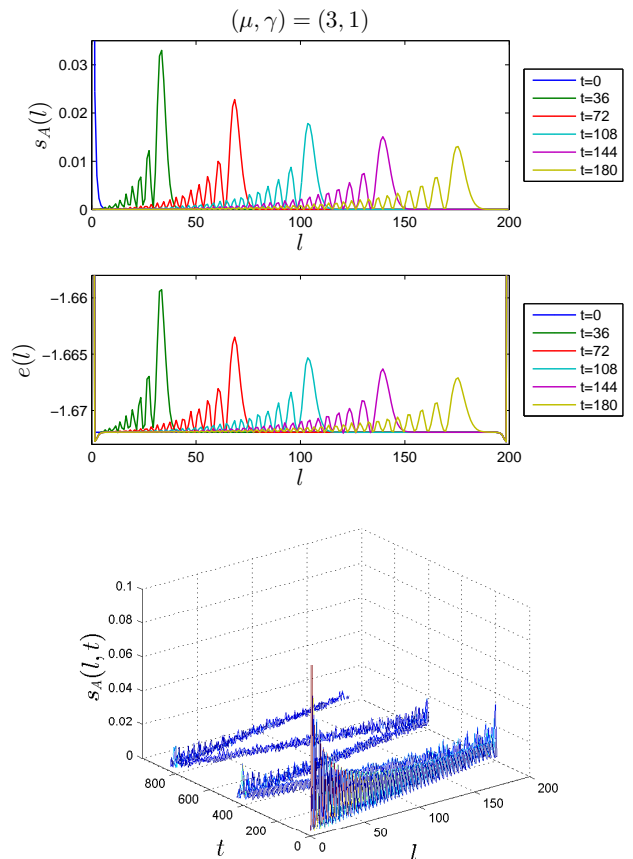 (μ, γ) = (3, 1)
0.03
0.02
0.01
0
s_A(l)
0 50 100 150 200
l
t=0
t=36
t=72
t=108
t=144
t=180
−1.66
−1.665
−1.67
e(l)
0 50 100 150 200
l
t=0
t=36
t=72
t=108
t=144
t=180
0.1
0.08
0.06
0.04
0.02
0
s_A(l, t)
800
600
400
200
0
t
0
50
100
150
200
l